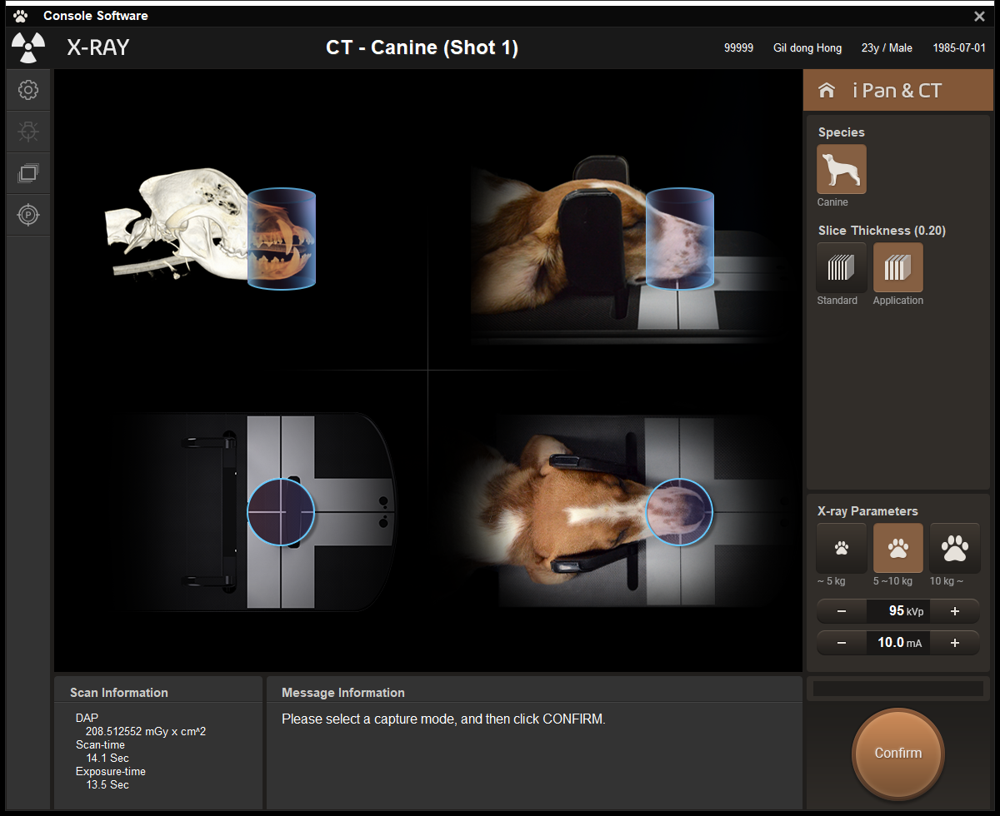 Console Software
X-RAY
CT - Canine (Shot 1)
99999 Gil dong Hong 23y / Male 1985-07-01
i Pan & CT
Species
Canine
Slice Thickness (0.20)
Standard Application
X-ray Parameters
~ 5 kg 5 ~10 kg 10 kg ~
− 95 kVp +
− 10.0 mA +
Scan Information
DAP
208.512552 mGy x cm^2
Scan-time
14.1 Sec
Exposure-time
13.5 Sec
Message Information
Please select a capture mode, and then click CONFIRM.
Confirm
P